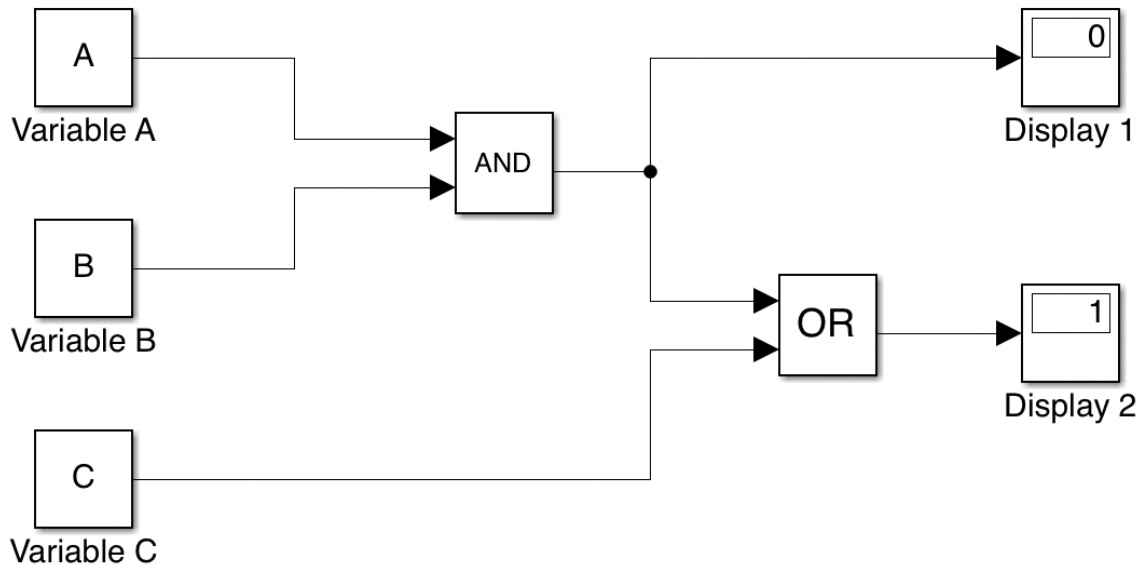 A
Variable A
B
Variable B
C
Variable C
AND
OR
0
Display 1
1
Display 2